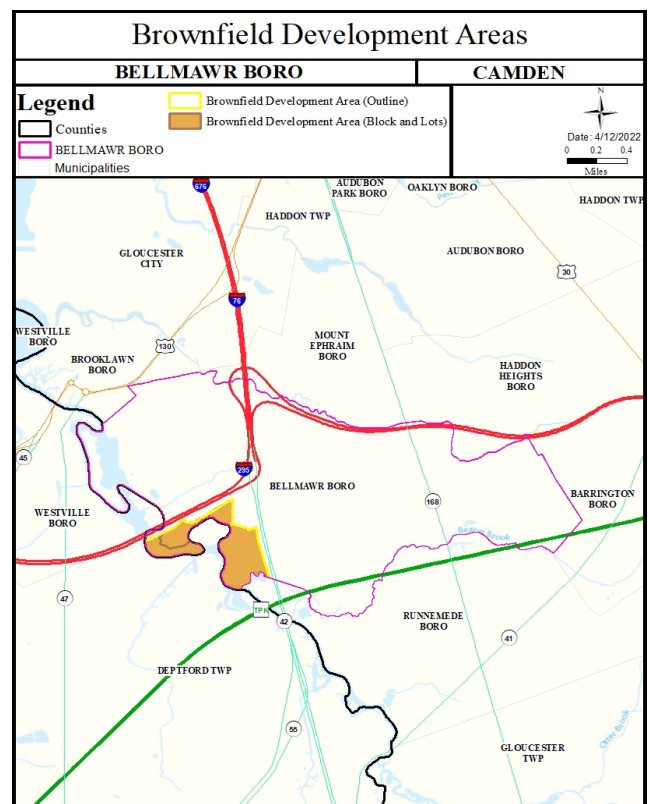 Brownfield Development Areas
BELLMAWR BORO
CAMDEN
Legend
Counties
BELLMAWR BORO
Municipalities
Brownfield Development Area (Outline)
Brownfield Development Area (Block and Lots)
N
Date: 4/12/2022
0 0.2 0.4
Miles
676
AUDUBON
PARK BORO
OAKLYN BORO
HADDON TWP
HADDON TWP
GLOUCESTER
CITY
AUDUBON BORO
30
76
WESTVILLE
BORO
130
MOUNT
EPHRAIM
BORO
BROOKLAWN
BORO
HADDON
HEIGHTS
BORO
45
295
BELLMAWR BORO
168
BARRINGTON
BORO
WESTVILLE
BORO
Beaver Brook
47
TPK
42
RUNNEMEDE
BORO
41
DEPTFORD TWP
55
GLOUCESTER
TWP
Otter Brook